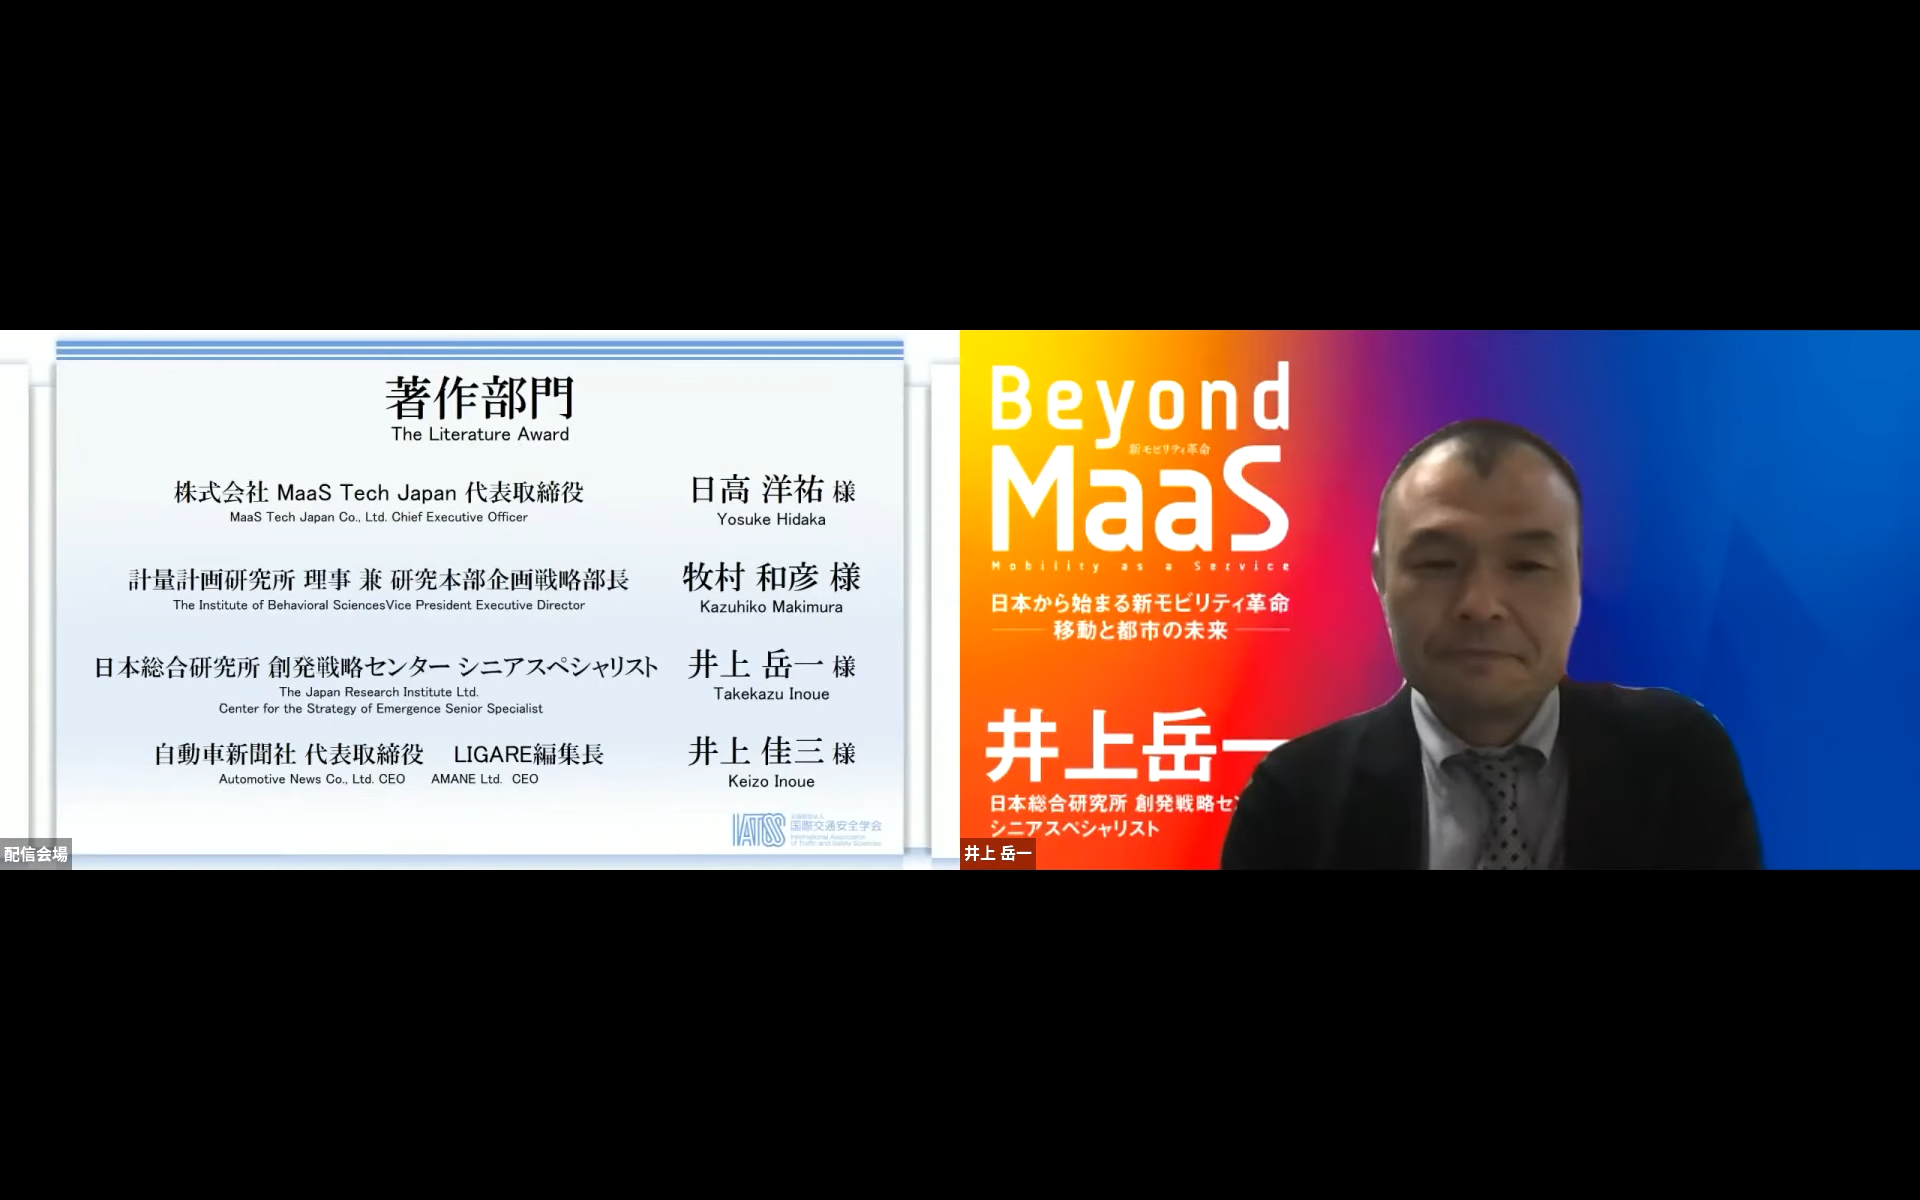 著作部門
The Literature Award
株式会社 MaaS Tech Japan 代表取締役
日高 洋祐 様
MaaS Tech Japan Co., Ltd. Chief Executive Officer
Yosuke Hidaka
計量計画研究所 理事 兼 研究本部企画戦略部長
牧村 和彦 様
The Institute of Behavioral SciencesVice President Executive Director
Kazuhiko Makimura
日本総合研究所 創発戦略センター シニアスペシャリスト
井上 岳一 様
The Japan Research Institute Ltd.
Center for the Strategy of Emergence Senior Specialist
Takekazu Inoue
自動車新聞社 代表取締役 LIGARE編集長
井上 佳三 様
Automotive News Co., Ltd. CEO AMANE Ltd. CEO
Keizo Inoue
IATSS
国際交通安全学会
International Association
of Traffic and Safety Sciences
配信会場
Beyond
新モビリティ革命
MaaS
Mobility as a Service
日本から始まる新モビリティ革命
移動と都市の未来
井上岳一
日本総合研究所 創発戦略セン
シニアスペシャリスト
井上 岳一